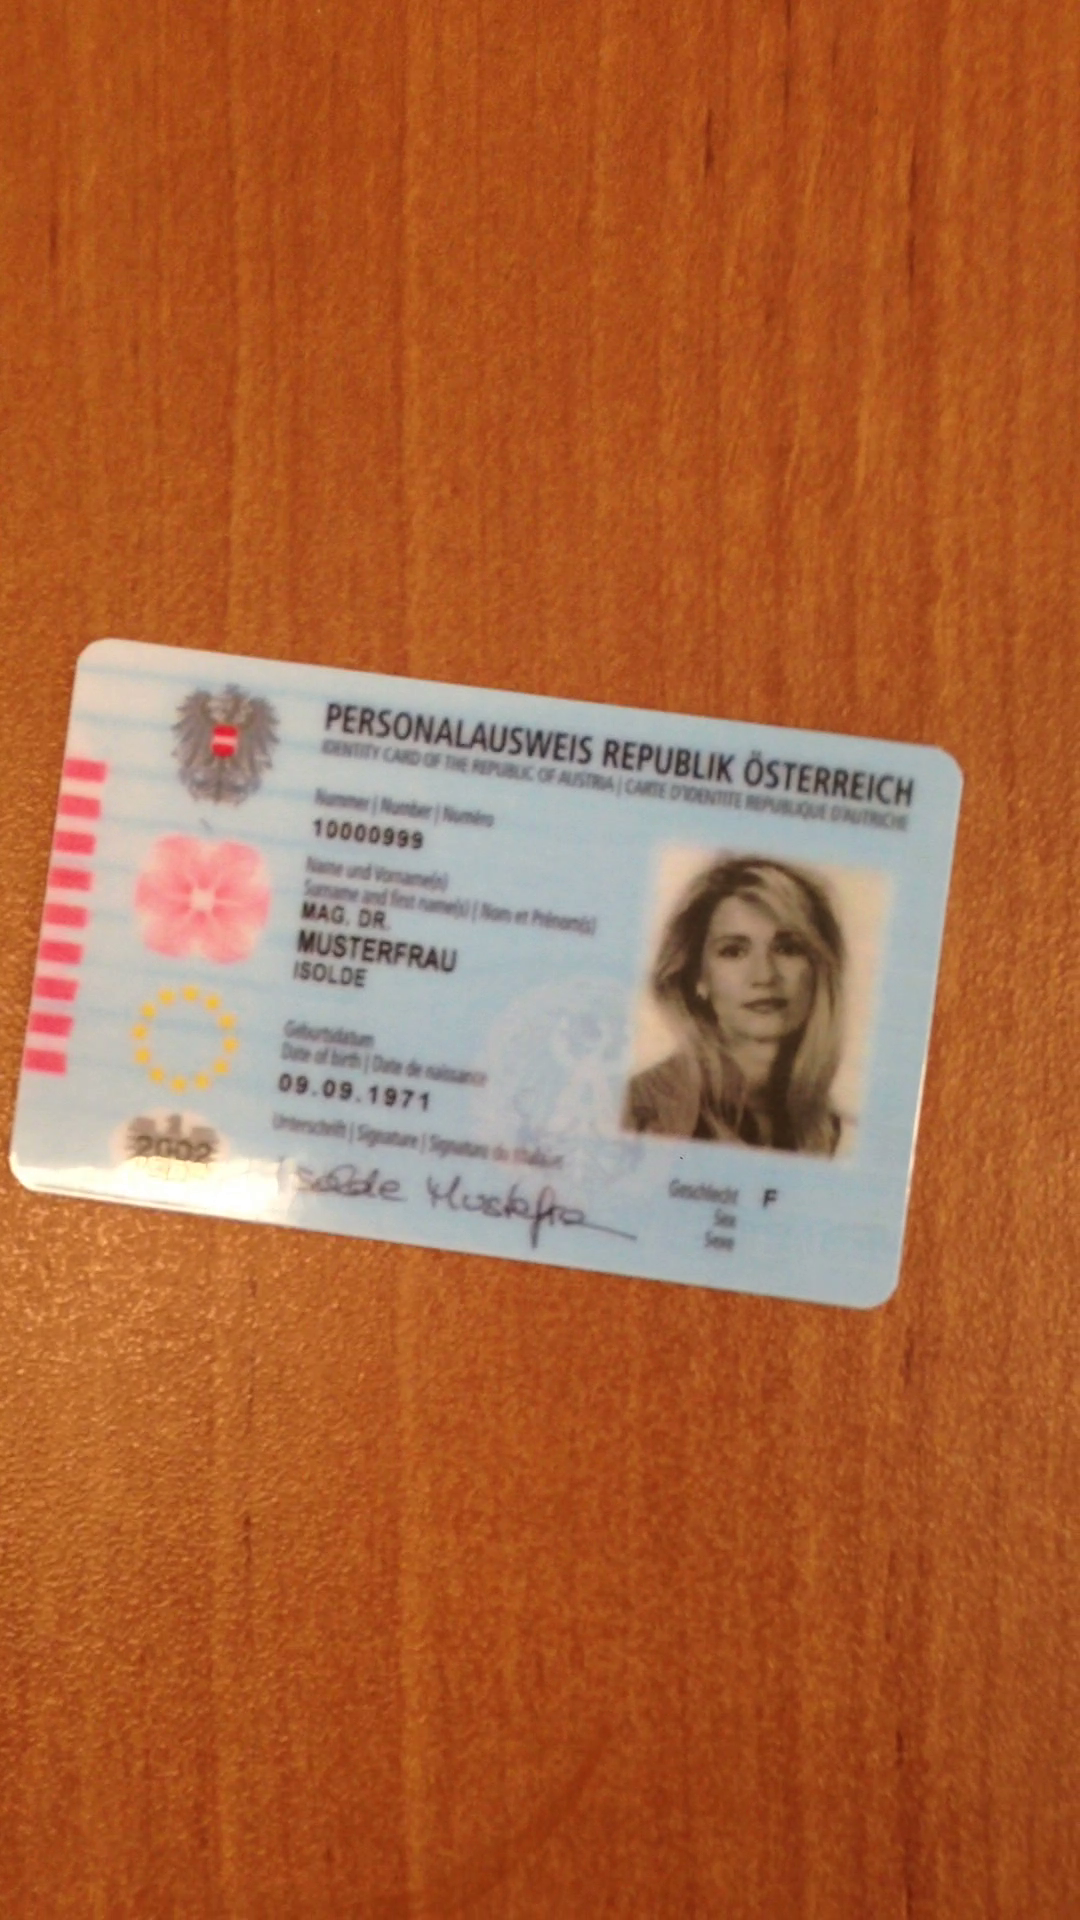 PERSONALAUSWEIS REPUBLIK ÖSTERREICH
IDENTITY CARD OF THE REPUBLIC OF AUSTRIA | CARTE D'IDENTITE REPUBLIQUE D'AUTRICHE
Nummer | Number | Numéro
10000999
Name und Vorname(n)
Surname and first name(s) | Nom et Prénom(s)
MAG. DR.
MUSTERFRAU
ISOLDE
Geburtsdatum
Date of birth | Date de naissance
09.09.1971
Unterschrift | Signature | Signature du titulaire
Isolde Mustefra
Geschlecht F
Sex
Sexe
2002